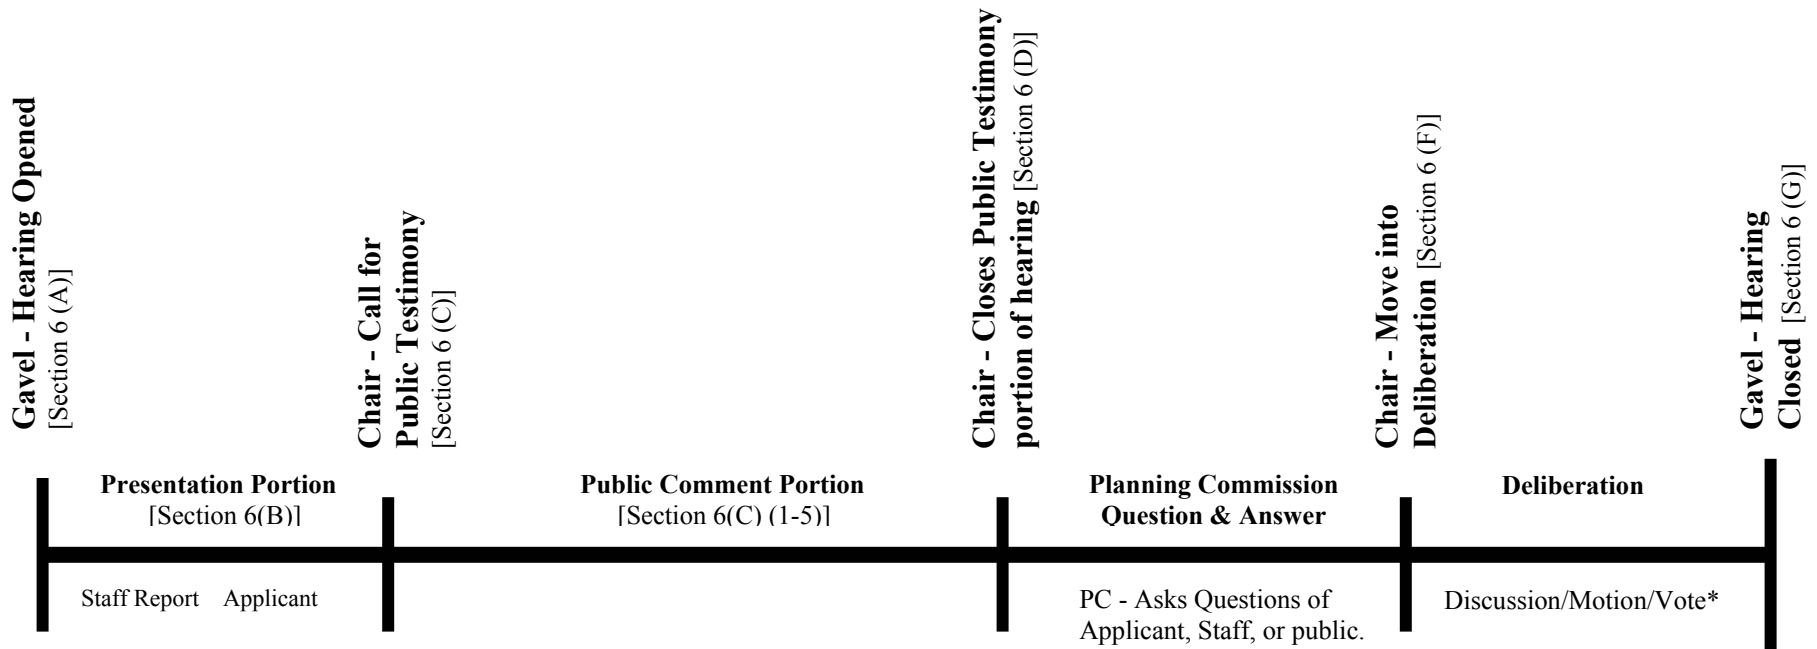 Gavel - Hearing Opened
[Section 6 (A)]
Chair - Call for
Public Testimony
[Section 6 (C)]
Chair - Closes Public Testimony
portion of hearing [Section 6 (D)]
Chair - Move into
Deliberation [Section 6 (F)]
Gavel - Hearing
Closed [Section 6 (G)]
Presentation Portion
[Section 6(B)]
Public Comment Portion
[Section 6(C) (1-5)]
Planning Commission
Question & Answer
Deliberation
Staff Report Applicant
PC - Asks Questions of
Applicant, Staff, or public.
Discussion/Motion/Vote*